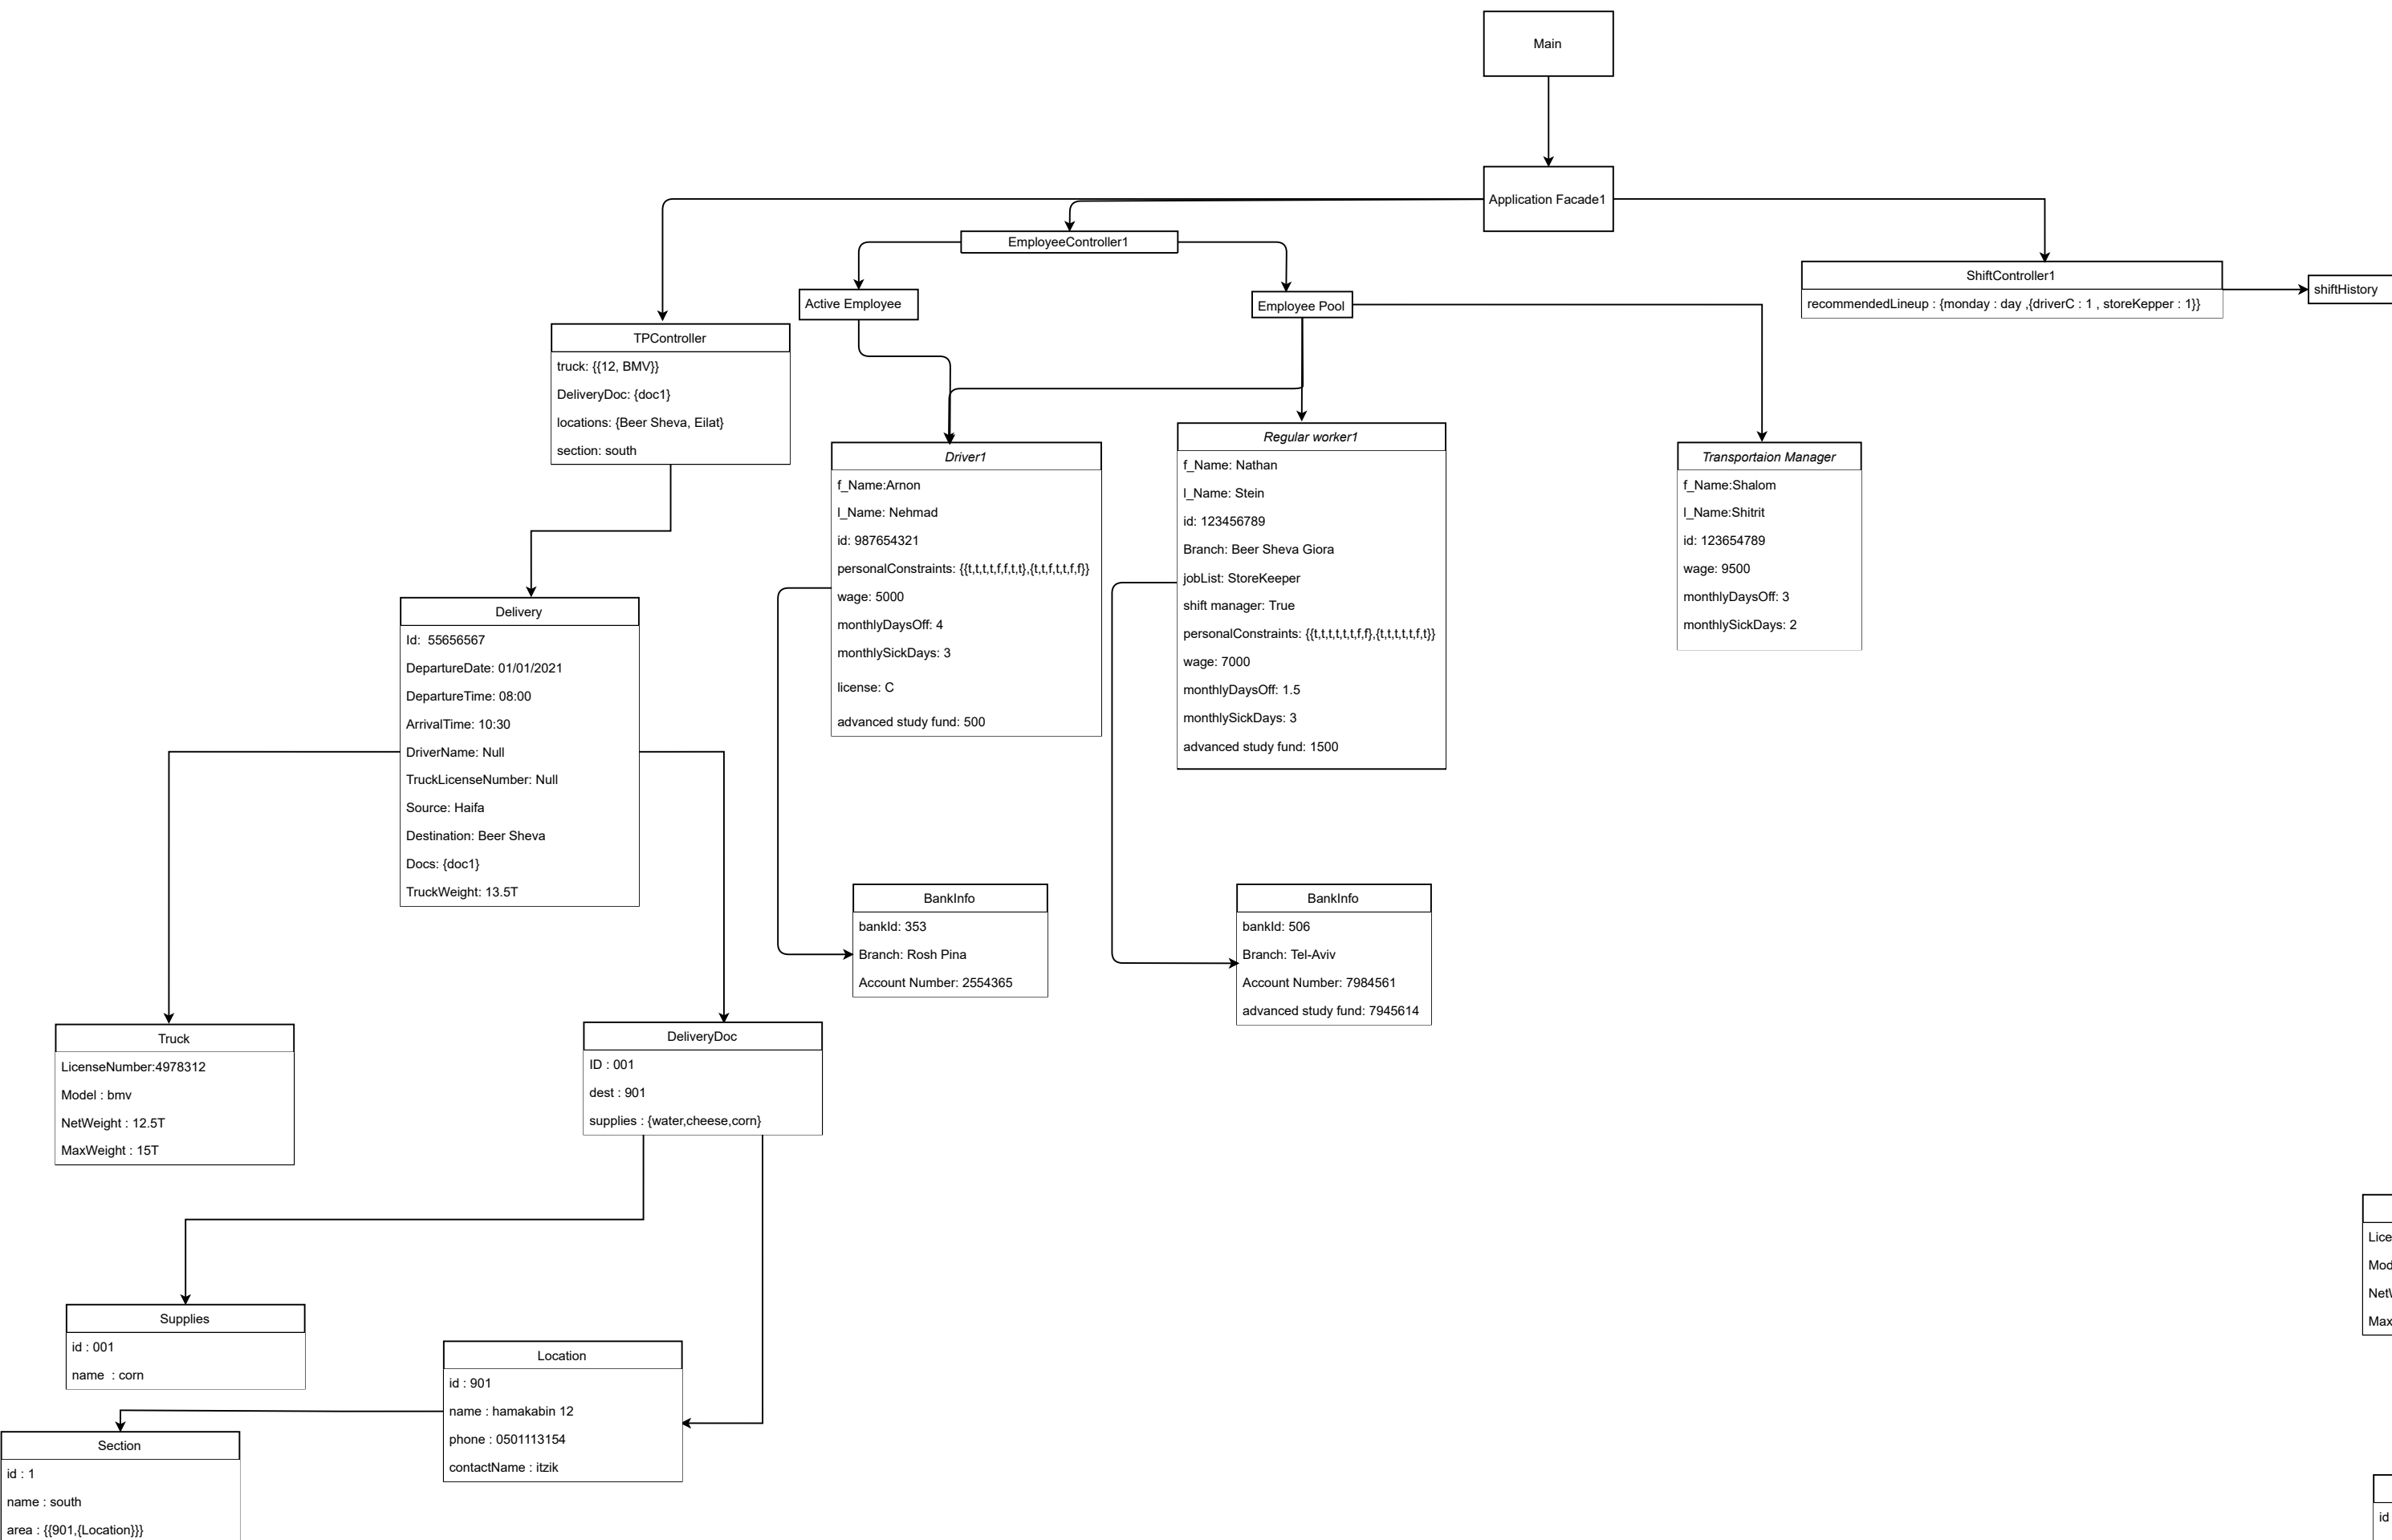 Main
Application Facade1
EmployeeController1
Active Employee
Employee Pool
ShiftController1
recommendedLineup : {monday : day ,{driverC : 1 , storeKepper : 1}}
shiftHistory
TPController
truck: {{12, BMV}}
DeliveryDoc: {doc1}
locations: {Beer Sheva, Eilat}
section: south
Driver1
f_Name:Arnon
l_Name: Nehmad
id: 987654321
personalConstraints: {{t,t,t,t,f,f,t,t},{t,t,f,t,t,f,f}}
wage: 5000
monthlyDaysOff: 4
monthlySickDays: 3
license: C
advanced study fund: 500
Regular worker1
f_Name: Nathan
l_Name: Stein
id: 123456789
Branch: Beer Sheva Giora
jobList: StoreKeeper
shift manager: True
personalConstraints: {{t,t,t,t,t,t,f,f},{t,t,t,t,t,f,t}}
wage: 7000
monthlyDaysOff: 1.5
monthlySickDays: 3
advanced study fund: 1500
Transportaion Manager
f_Name:Shalom
l_Name:Shitrit
id: 123654789
wage: 9500
monthlyDaysOff: 3
monthlySickDays: 2
Delivery
Id:  55656567
DepartureDate: 01/01/2021
DepartureTime: 08:00
ArrivalTime: 10:30
DriverName: Null
TruckLicenseNumber: Null
Source: Haifa
Destination: Beer Sheva
Docs: {doc1}
TruckWeight: 13.5T
BankInfo
bankId: 353
Branch: Rosh Pina
Account Number: 2554365
BankInfo
bankId: 506
Branch: Tel-Aviv
Account Number: 7984561
advanced study fund: 7945614
Truck
LicenseNumber:4978312
Model : bmv
NetWeight : 12.5T
MaxWeight : 15T
DeliveryDoc
ID : 001
dest : 901
supplies : {water,cheese,corn}
Supplies
id : 001
name  : corn
Location
id : 901
name : hamakabin 12
phone : 0501113154
contactName : itzik
Section
id : 1
name : south
area : {{901,{Location}}}
Lice
Mod
Net
Max
id